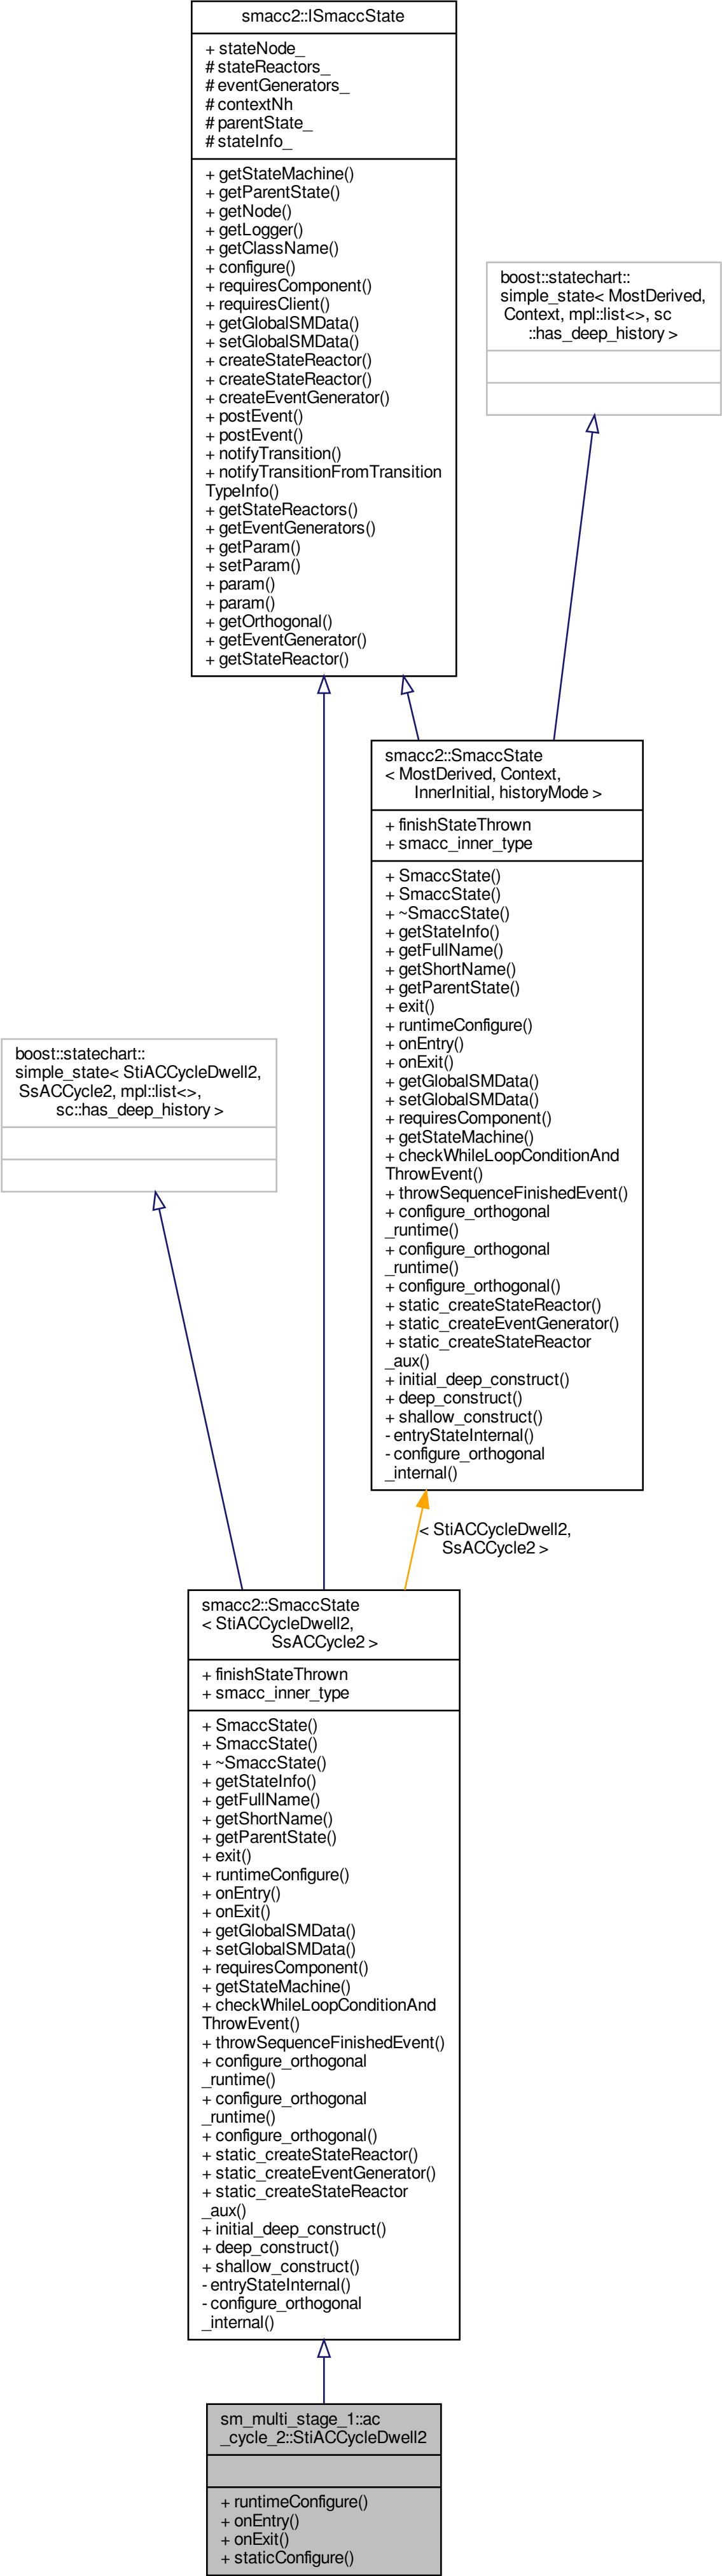 smacc2::ISmaccState
+ stateNode_
# stateReactors_
# eventGenerators_
# contextNh
# parentState_
# stateInfo_
+ getStateMachine()
+ getParentState()
+ getNode()
+ getLogger()
+ getClassName()
+ configure()
+ requiresComponent()
+ requiresClient()
+ getGlobalSMData()
+ setGlobalSMData()
+ createStateReactor()
+ createStateReactor()
+ createEventGenerator()
+ postEvent()
+ postEvent()
+ notifyTransition()
+ notifyTransitionFromTransition
TypeInfo()
+ getStateReactors()
+ getEventGenerators()
+ getParam()
+ setParam()
+ param()
+ param()
+ getOrthogonal()
+ getEventGenerator()
+ getStateReactor()
boost::statechart::
simple_state< MostDerived,
Context, mpl::list<>, sc
::has_deep_history >
smacc2::SmaccState
< MostDerived, Context,
InnerInitial, historyMode >
+ finishStateThrown
+ smacc_inner_type
+ SmaccState()
+ SmaccState()
+ ~SmaccState()
+ getStateInfo()
+ getFullName()
+ getShortName()
+ getParentState()
+ exit()
+ runtimeConfigure()
+ onEntry()
+ onExit()
+ getGlobalSMData()
+ setGlobalSMData()
+ requiresComponent()
+ getStateMachine()
+ checkWhileLoopConditionAnd
ThrowEvent()
+ throwSequenceFinishedEvent()
+ configure_orthogonal
_runtime()
+ configure_orthogonal
_runtime()
+ configure_orthogonal()
+ static_createStateReactor()
+ static_createEventGenerator()
+ static_createStateReactor
_aux()
+ initial_deep_construct()
+ deep_construct()
+ shallow_construct()
- entryStateInternal()
- configure_orthogonal
_internal()
boost::statechart::
simple_state< StiACCycleDwell2,
SsACCycle2, mpl::list<>,
sc::has_deep_history >
< StiACCycleDwell2,
SsACCycle2 >
smacc2::SmaccState
< StiACCycleDwell2,
SsACCycle2 >
+ finishStateThrown
+ smacc_inner_type
+ SmaccState()
+ SmaccState()
+ ~SmaccState()
+ getStateInfo()
+ getFullName()
+ getShortName()
+ getParentState()
+ exit()
+ runtimeConfigure()
+ onEntry()
+ onExit()
+ getGlobalSMData()
+ setGlobalSMData()
+ requiresComponent()
+ getStateMachine()
+ checkWhileLoopConditionAnd
ThrowEvent()
+ throwSequenceFinishedEvent()
+ configure_orthogonal
_runtime()
+ configure_orthogonal
_runtime()
+ configure_orthogonal()
+ static_createStateReactor()
+ static_createEventGenerator()
+ static_createStateReactor
_aux()
+ initial_deep_construct()
+ deep_construct()
+ shallow_construct()
- entryStateInternal()
- configure_orthogonal
_internal()
sm_multi_stage_1::ac
_cycle_2::StiACCycleDwell2
+ runtimeConfigure()
+ onEntry()
+ onExit()
+ staticConfigure()